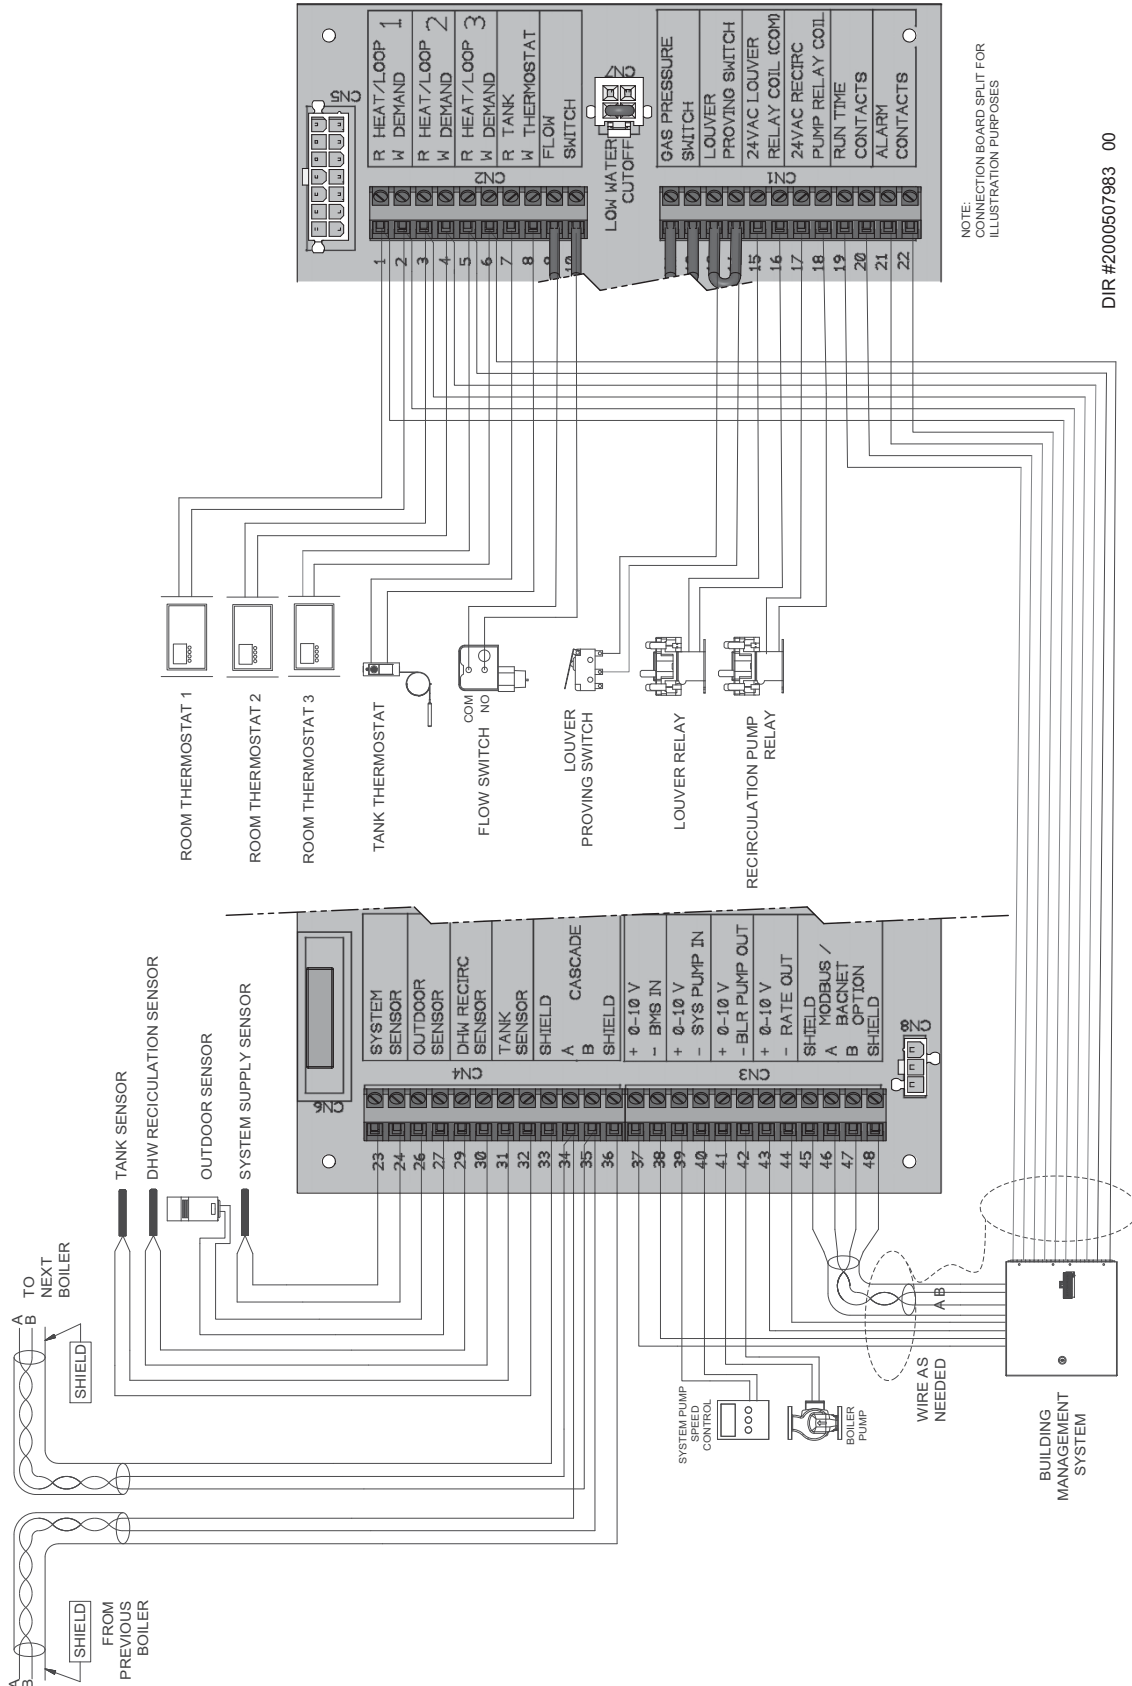 CN5
R HEAT/LOOP 1
W DEMAND
R HEAT/LOOP 2
W DEMAND
R HEAT/LOOP 3
W DEMAND
R TANK
W THERMOSTAT
FLOW
SWITCH
CN2
1
2
3
4
5
6
7
8
9
10
LOW WATER
CUTOFF
CN7
GAS PRESSURE
SWITCH
LOUVER
PROVING SWITCH
24VAC LOUVER
RELAY COIL (COM)
24VAC RECIRC
PUMP RELAY COIL
RUN TIME
CONTACTS
ALARM
CONTACTS
CN1
15
16
17
18
19
20
21
22
NOTE:
CONNECTION BOARD SPLIT FOR
ILLUSTRATION PURPOSES
DIR #2000507983 00
ROOM THERMOSTAT 1
ROOM THERMOSTAT 2
ROOM THERMOSTAT 3
TANK THERMOSTAT
COM
NO
FLOW SWITCH
LOUVER
PROVING SWITCH
LOUVER RELAY
RECIRCULATION PUMP
RELAY
CN6
SYSTEM
SENSOR
OUTDOOR
SENSOR
DHW RECIRC
SENSOR
TANK
SENSOR
SHIELD
A CASCADE
B
SHIELD
CN4
+ 0-10 V
- BMS IN
+ 0-10 V
- SYS PUMP IN
+ 0-10 V
- BLR PUMP OUT
+ 0-10 V
- RATE OUT
SHIELD
A MODBUS /
BACNET
B OPTION
SHIELD
CN3
CN8
23
24
26
27
29
30
31
32
33
34
35
36
37
38
39
40
41
42
43
44
45
46
47
48
TANK SENSOR
DHW RECICULATION SENSOR
OUTDOOR SENSOR
SYSTEM SUPPLY SENSOR
A
B
TO
NEXT
BOILER
SHIELD
A
B
SHIELD
FROM
PREVIOUS
BOILER
SYSTEM PUMP
SPEED
CONTROL
BOILER
PUMP
A B
WIRE AS
NEEDED
BUILDING
MANAGEMENT
SYSTEM